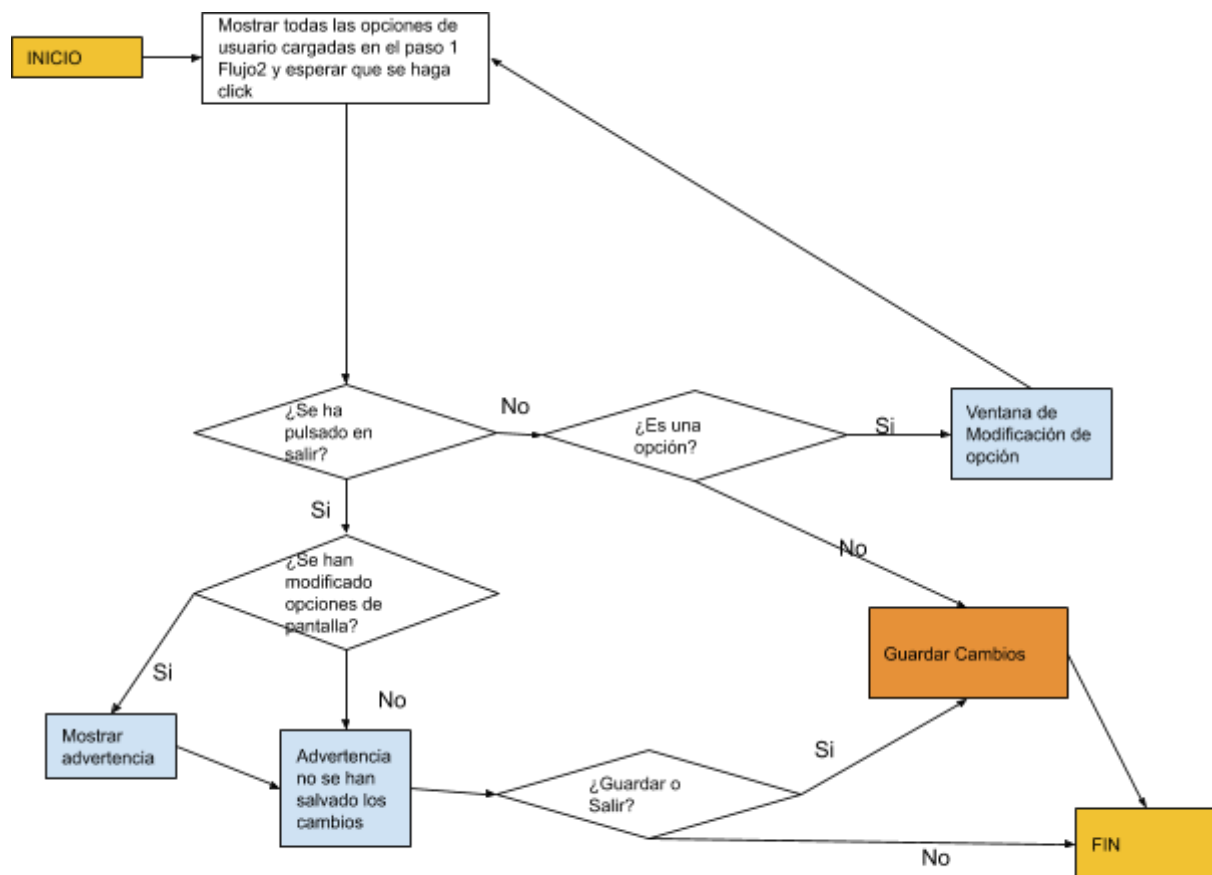 INICIO
Mostrar todas las opciones de
usuario cargadas en el paso 1
Flujo2 y esperar que se haga
click
¿Se ha
pulsado en
salir?
No
¿Es una
opción?
Si
Ventana de
Modificación de
opción
Si
No
¿Se han
modificado
opciones de
pantalla?
Guardar Cambios
Si
No
Mostrar
advertencia
Advertencia
no se han
salvado los
cambios
¿Guardar o
Salir?
Si
No
FIN